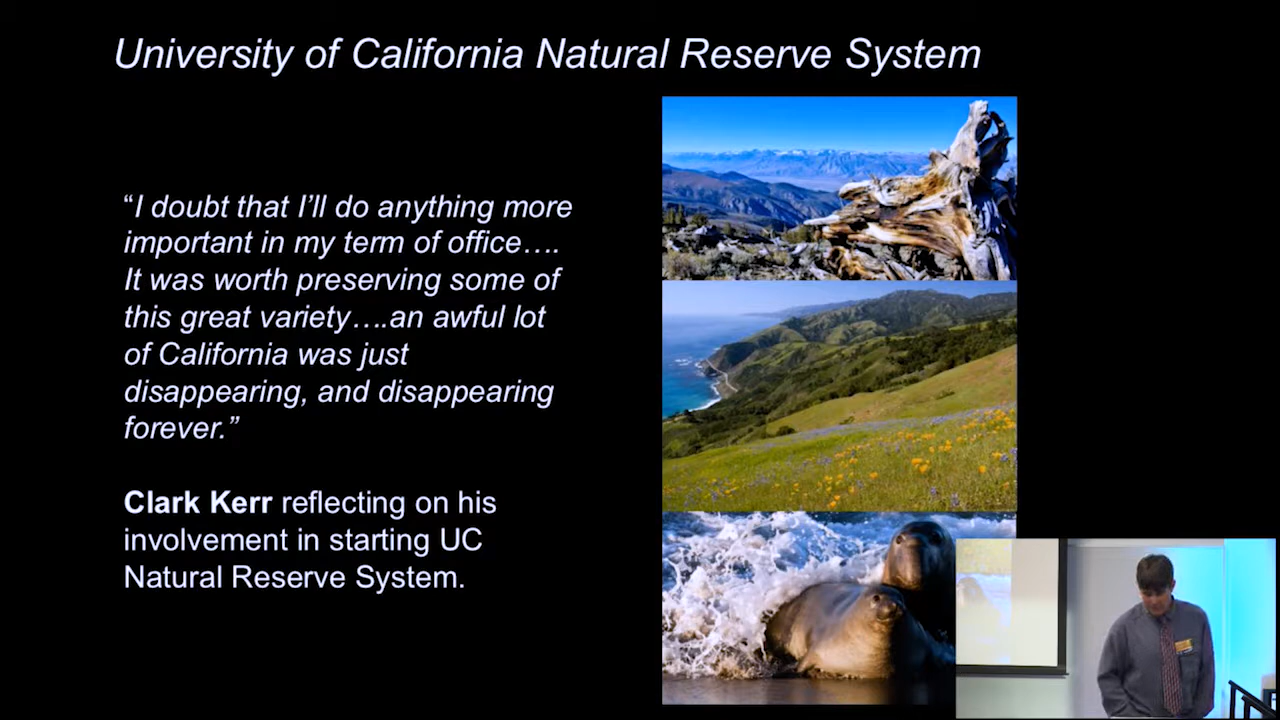 University of California Natural Reserve System
“I doubt that I’ll do anything more
important in my term of office….
It was worth preserving some of
this great variety….an awful lot
of California was just
disappearing, and disappearing
forever.”
Clark Kerr reflecting on his
involvement in starting UC
Natural Reserve System.